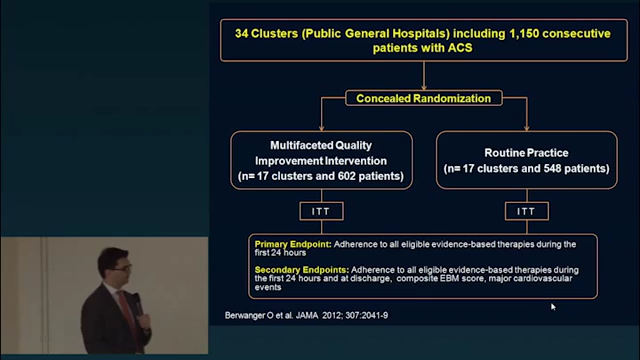 34 Clusters (Public General Hospitals) including 1,150 consecutive
patients with ACS
Concealed Randomization
Multifaceted Quality
Improvement Intervention
(n= 17 clusters and 602 patients)
Routine Practice
(n= 17 clusters and 548 patients)
ITT
ITT
Primary Endpoint: Adherence to all eligible evidence-based therapies during the
first 24 hours
Secondary Endpoints: Adherence to all eligible evidence-based therapies during
the first 24 hours and at discharge, composite EBM score, major cardiovascular
events
Berwanger O et al. JAMA 2012; 307:2041-9